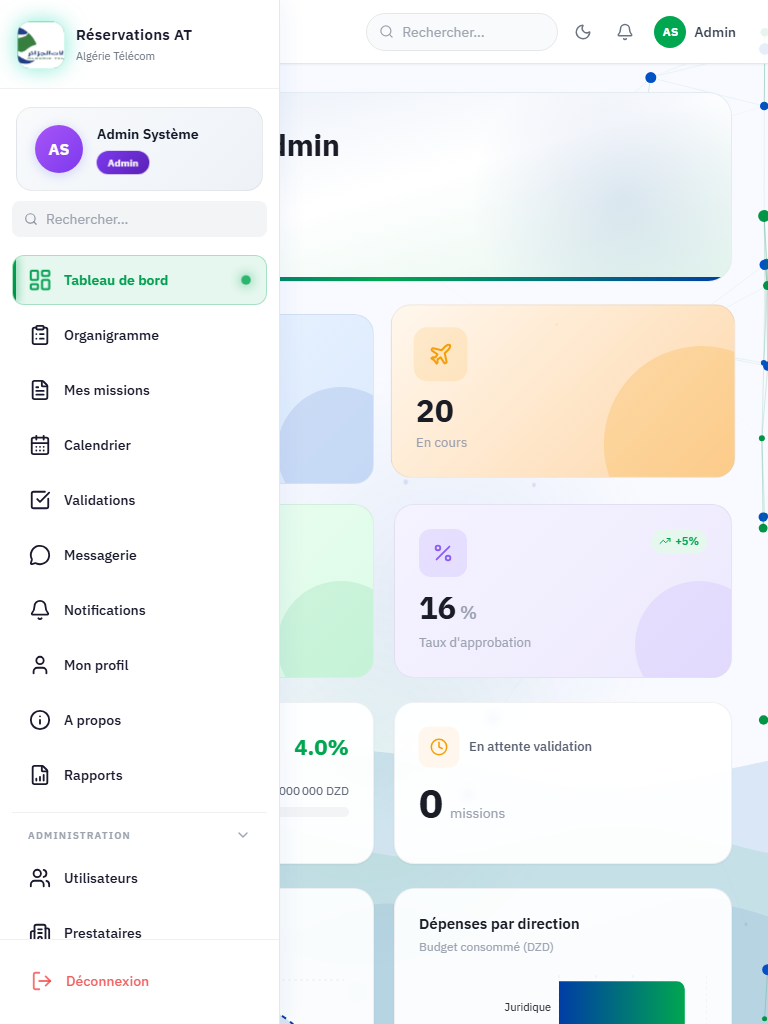 Réservations AT
Algérie Télécom
AS
Admin Système
Admin
Rechercher...
Tableau de bord
Organigramme
Mes missions
Calendrier
Validations
Messagerie
Notifications
Mon profil
A propos
Rapports
ADMINISTRATION
Utilisateurs
Prestataires
Déconnexion
Rechercher...
AS
Admin
dmin
20
En cours
+5%
16 %
Taux d'approbation
4.0%
000 000 DZD
En attente validation
0 missions
Dépenses par direction
Budget consommé (DZD)
Juridique